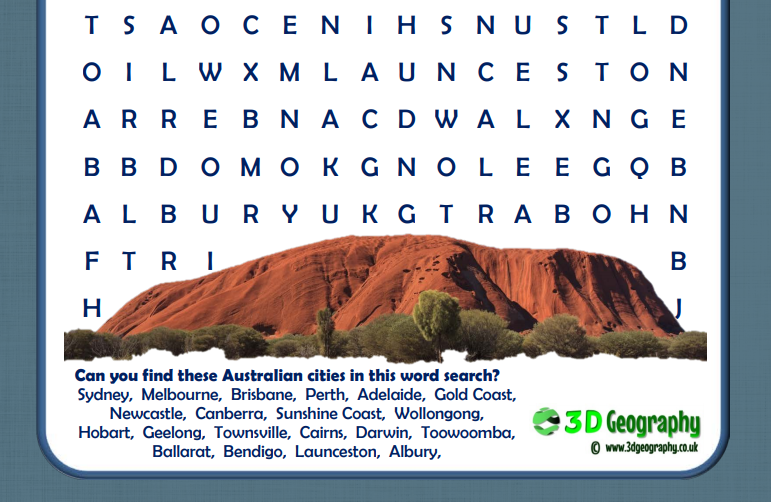 T S A O C E N I H S N U S T L D
O I L W X M L A U N C E S T O N
A R R E B N A C D W A L X N G E
B B D O M O K G N O L E E G Q B
A L B U R Y U K G T R A B O H N
F T R I B
H J
Can you find these Australian cities in this word search?
Sydney, Melbourne, Brisbane, Perth, Adelaide, Gold Coast,
Newcastle, Canberra, Sunshine Coast, Wollongong,
Hobart, Geelong, Townsville, Cairns, Darwin, Toowoomba,
Ballarat, Bendigo, Launceston, Albury,
3D Geography
© www.3dgeography.co.uk